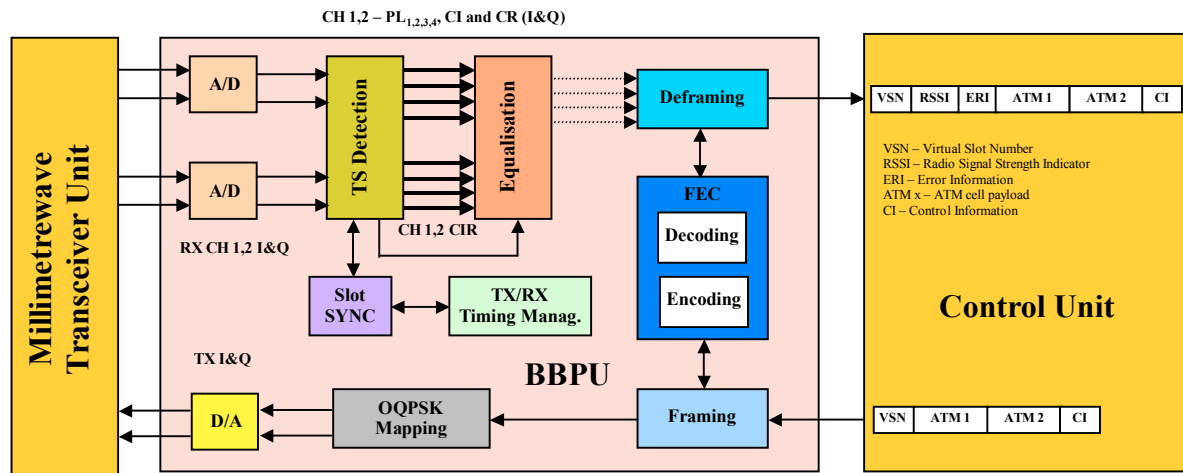 CH 1,2 – PL1,2,3,4, CI and CR (I&Q)
Millimetrewave
Transceiver Unit
A/D
A/D
RX CH 1,2 I&Q
TS Detection
Equalisation
CH 1,2 CIR
Slot
SYNC
TX/RX
Timing Manag.
Deframing
FEC
Decoding
Encoding
BBPU
TX I&Q
D/A
OQPSK
Mapping
Framing
VSN RSSI ERI ATM 1 ATM 2 CI
VSN – Virtual Slot Number
RSSI – Radio Signal Strength Indicator
ERI – Error Information
ATM x – ATM cell payload
CI – Control Information
Control Unit
VSN ATM 1 ATM 2 CI